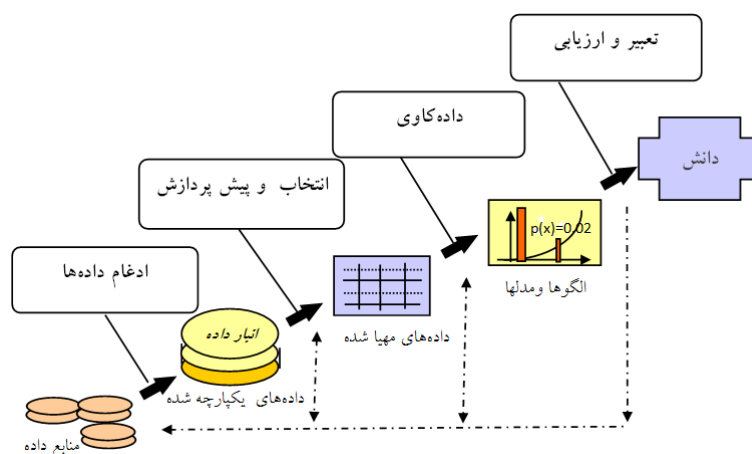 تعبیر و ارزیابی
داده‌کاوی
دانش
انتخاب و پیش پردازش
p(x)=0.02
ادغام داده‌ها
الگوها ومدلها
انبار داده
داده‌های مهیا شده
داده‌های یکپارچه شده
منابع داده